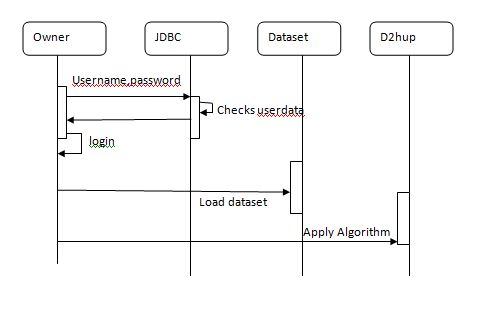 Owner
JDBC
Dataset
D2hup
Username,password
Checks userdata
login
Load dataset
Apply Algorithm